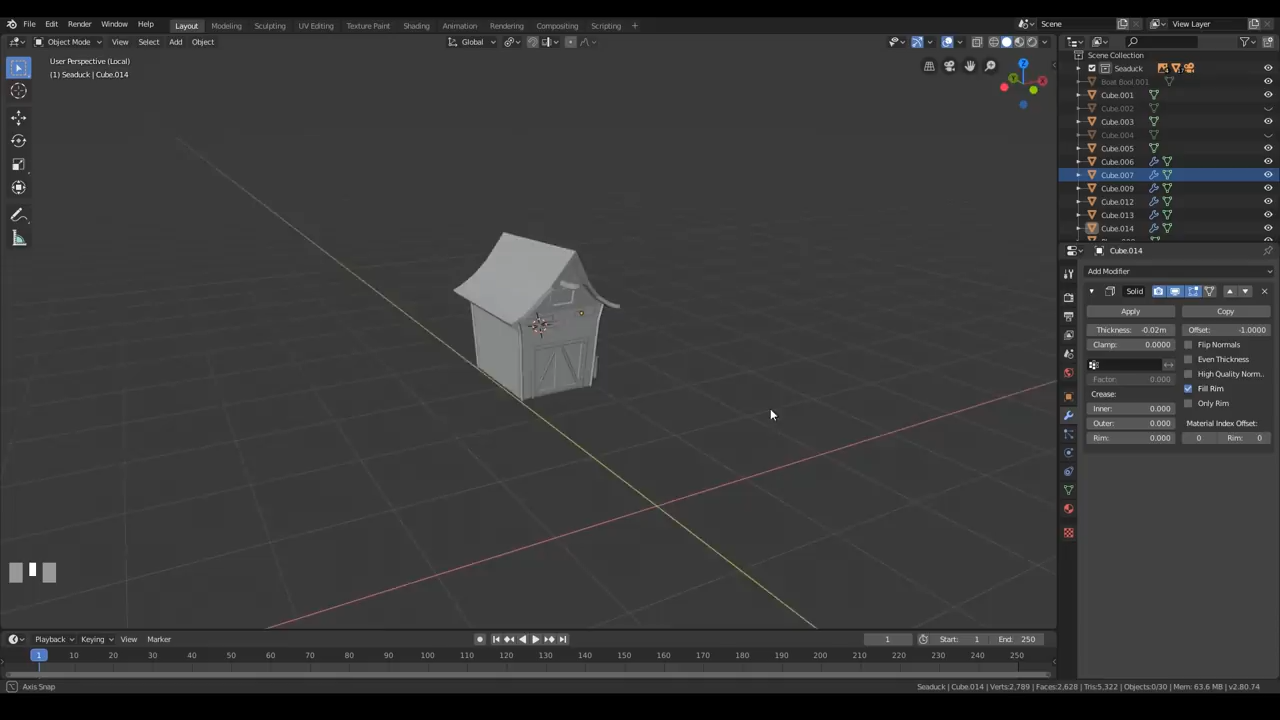 File Edit Render Window Help Layout Modeling Sculpting UV Editing Texture Paint Shading Animation Rendering Compositing Scripting + Scene View Layer
Object Mode View Select Add Object Global
User Perspective (Local)
(1) Seaduck | Cube.014
Scene Collection
Seaduck
Boat Bool.001
Cube.001
Cube.002
Cube.003
Cube.004
Cube.005
Cube.006
Cube.007
Cube.009
Cube.012
Cube.013
Cube.014
Cube.014
Add Modifier
Solid
Apply Copy
Thickness: -0.02m Offset: -1.0000
Clamp: 0.0000 Flip Normals
Even Thickness
High Quality Norm..
Factor: 0.000
Fill Rim
Crease:
Only Rim
Inner: 0.000
Outer: 0.000 Material Index Offset:
Rim: 0.000 0 Rim: 0
Z
Y
X
Playback Keying View Marker 1 Start: 1 End: 250
1 10 20 30 40 50 60 70 80 90 100 110 120 130 140 150 160 170 180 190 200 210 220 230 240 250
Axis Snap Seaduck | Cube.014 | Verts:2,789 | Faces:2,628 | Tris:5,322 | Objects:0/30 | Mem: 63.6 MB | v2.80.74